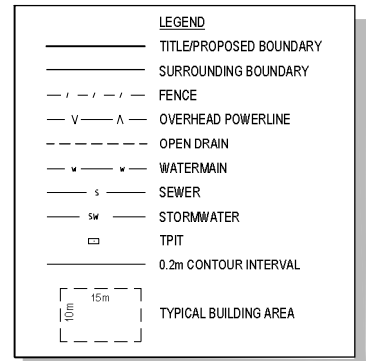 LEGEND
TITLE/PROPOSED BOUNDARY
SURROUNDING BOUNDARY
FENCE
V Λ OVERHEAD POWERLINE
OPEN DRAIN
w w WATERMAIN
s SEWER
SW STORMWATER
TPIT
0.2m CONTOUR INTERVAL
15m
10m TYPICAL BUILDING AREA